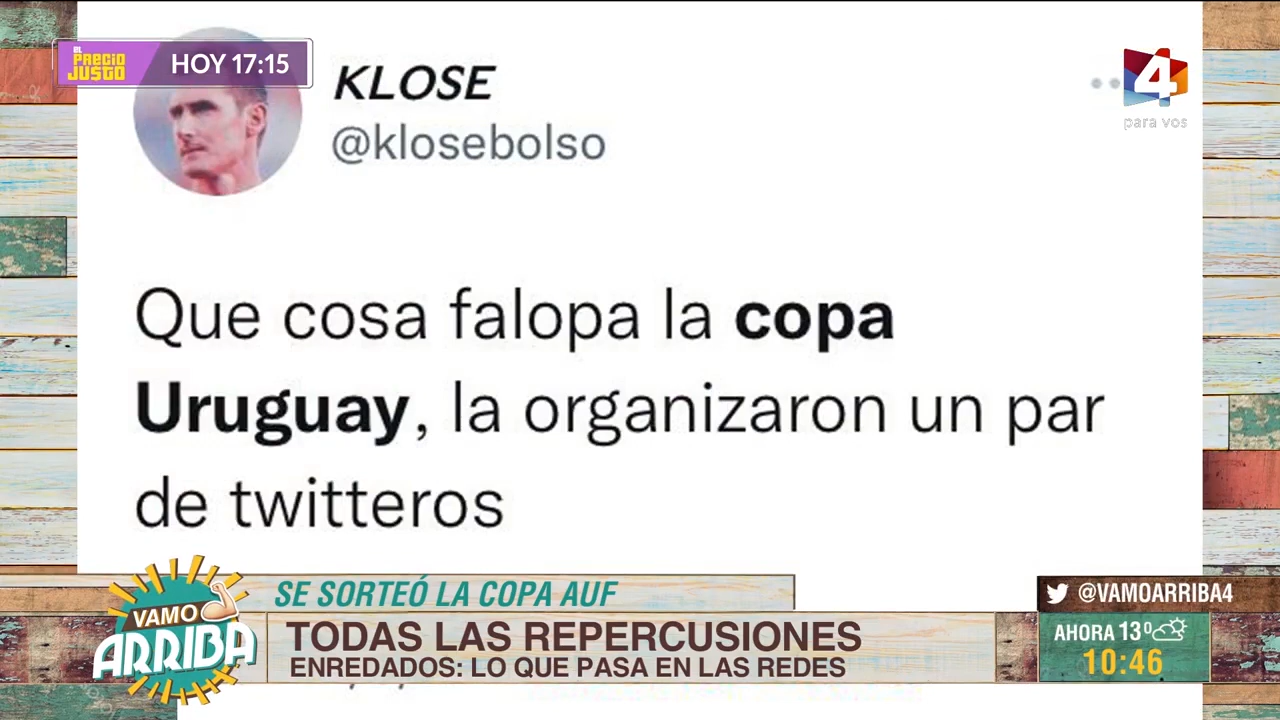 EL
PRECIO
JUSTO
HOY 17:15
KLOSE
@klosebolso
4
para vos
Que cosa falopa la copa
Uruguay, la organizaron un par
de twitteros
VAMO
ARRIBA
SE SORTEÓ LA COPA AUF
TODAS LAS REPERCUSIONES
ENREDADOS: LO QUE PASA EN LAS REDES
@VAMOARRIBA4
AHORA 13º
10:46